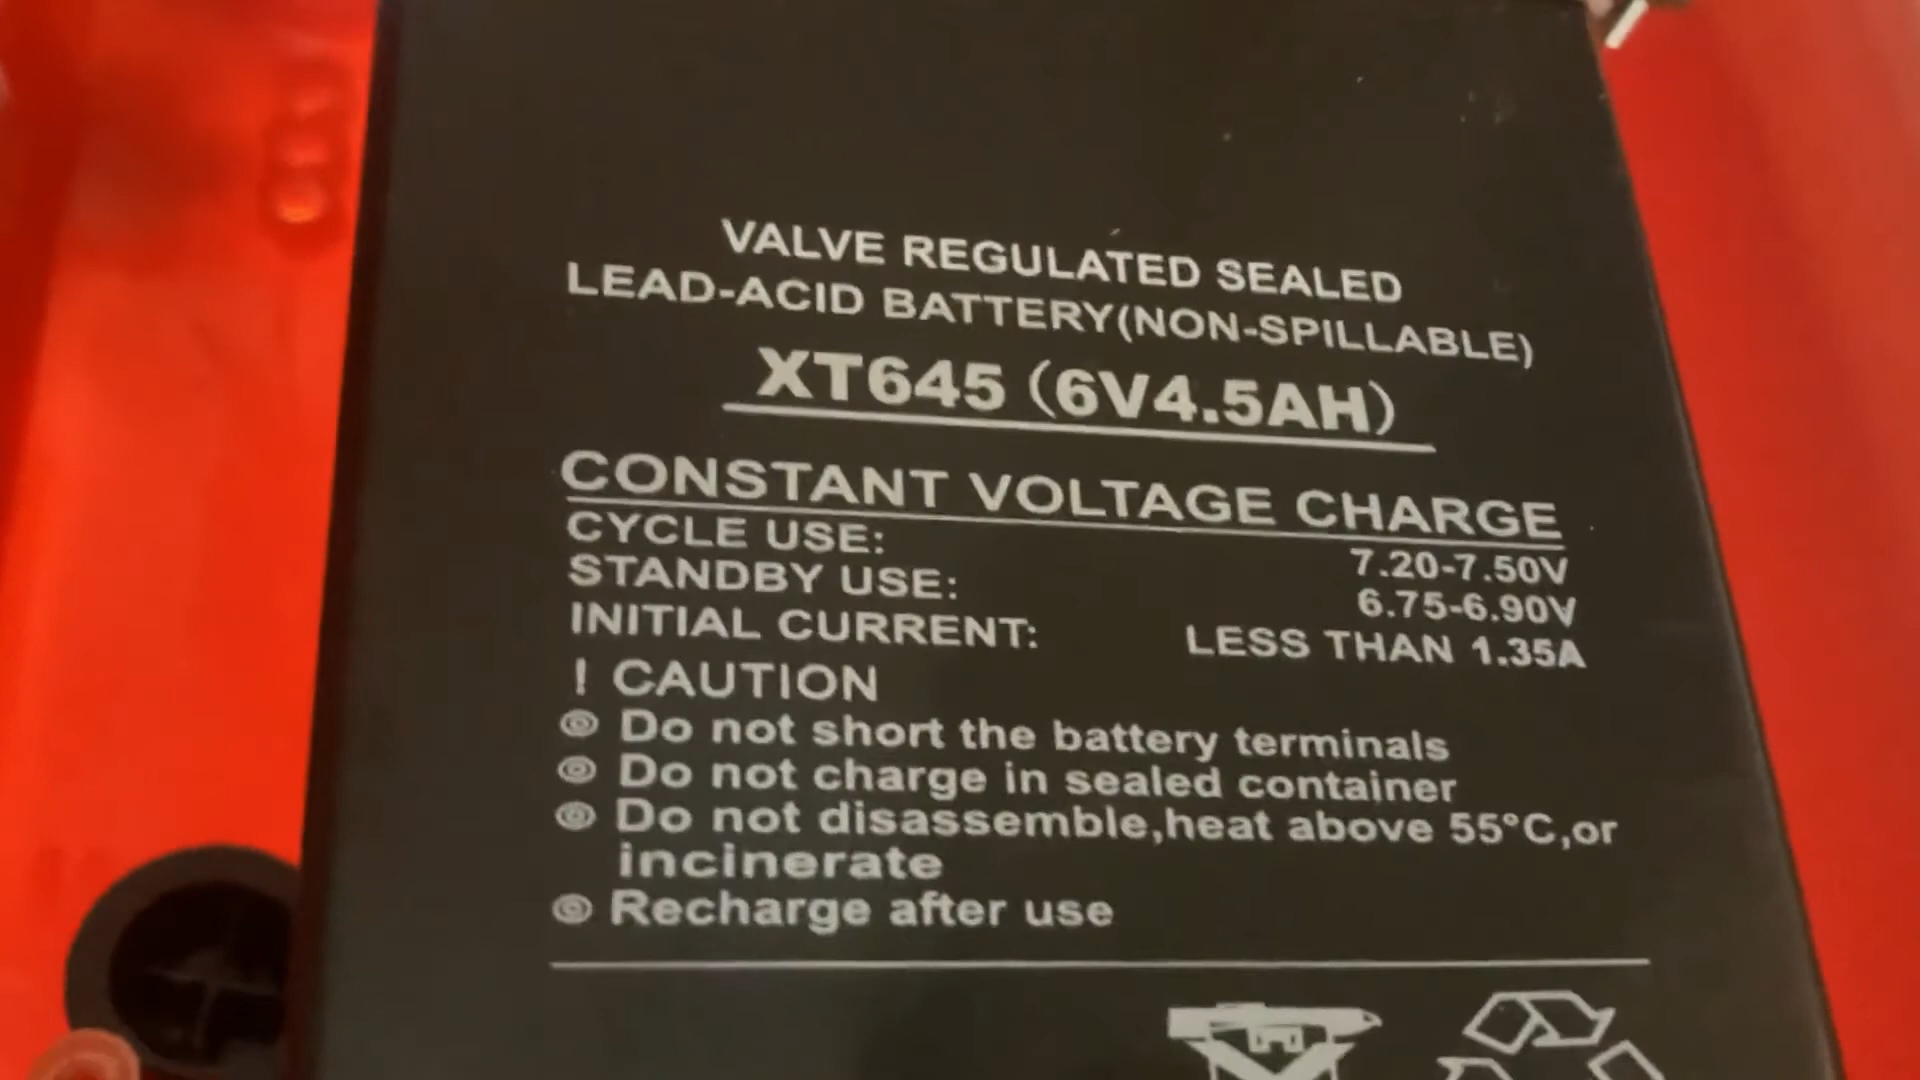 VALVE REGULATED SEALED
LEAD-ACID BATTERY(NON-SPILLABLE)
XT645 (6V4.5AH)
CONSTANT VOLTAGE CHARGE
CYCLE USE: 7.20-7.50V
STANDBY USE: 6.75-6.90V
INITIAL CURRENT: LESS THAN 1.35A
! CAUTION
◎ Do not short the battery terminals
◎ Do not charge in sealed container
◎ Do not disassemble,heat above 55°C,or
incinerate
◎ Recharge after use